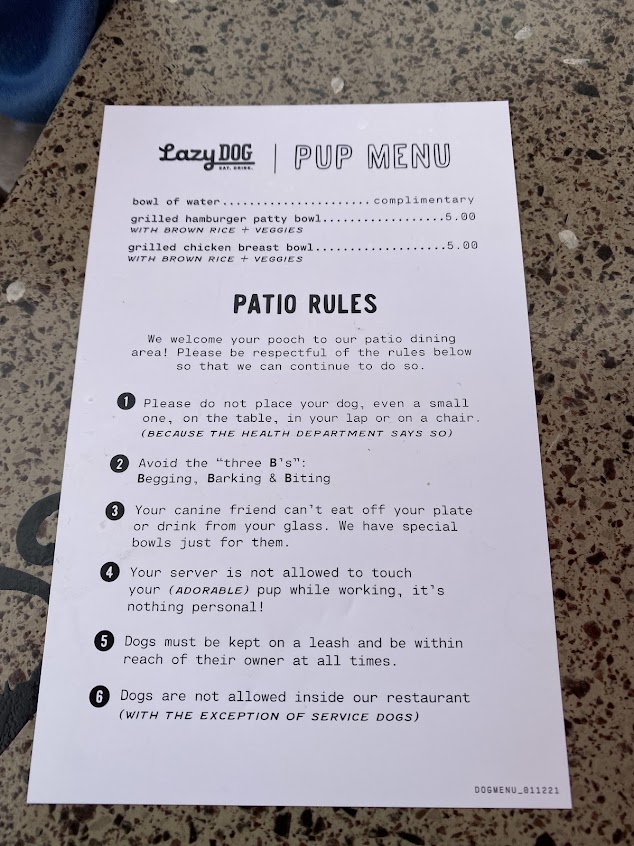 Lazy DOG | PUP MENU
EAT. DRINK.
bowl of water......................complimentary
grilled hamburger patty bowl..................5.00
WITH BROWN RICE + VEGGIES
grilled chicken breast bowl...................5.00
WITH BROWN RICE + VEGGIES
PATIO RULES
We welcome your pooch to our patio dining
area! Please be respectful of the rules below
so that we can continue to do so.
1 Please do not place your dog, even a small
one, on the table, in your lap or on a chair.
(BECAUSE THE HEALTH DEPARTMENT SAYS SO)
2 Avoid the “three B’s”:
Begging, Barking & Biting
3 Your canine friend can’t eat off your plate
or drink from your glass. We have special
bowls just for them.
4 Your server is not allowed to touch
your (ADORABLE) pup while working, it’s
nothing personal!
5 Dogs must be kept on a leash and be within
reach of their owner at all times.
6 Dogs are not allowed inside our restaurant
(WITH THE EXCEPTION OF SERVICE DOGS)
DOGMENU_011221